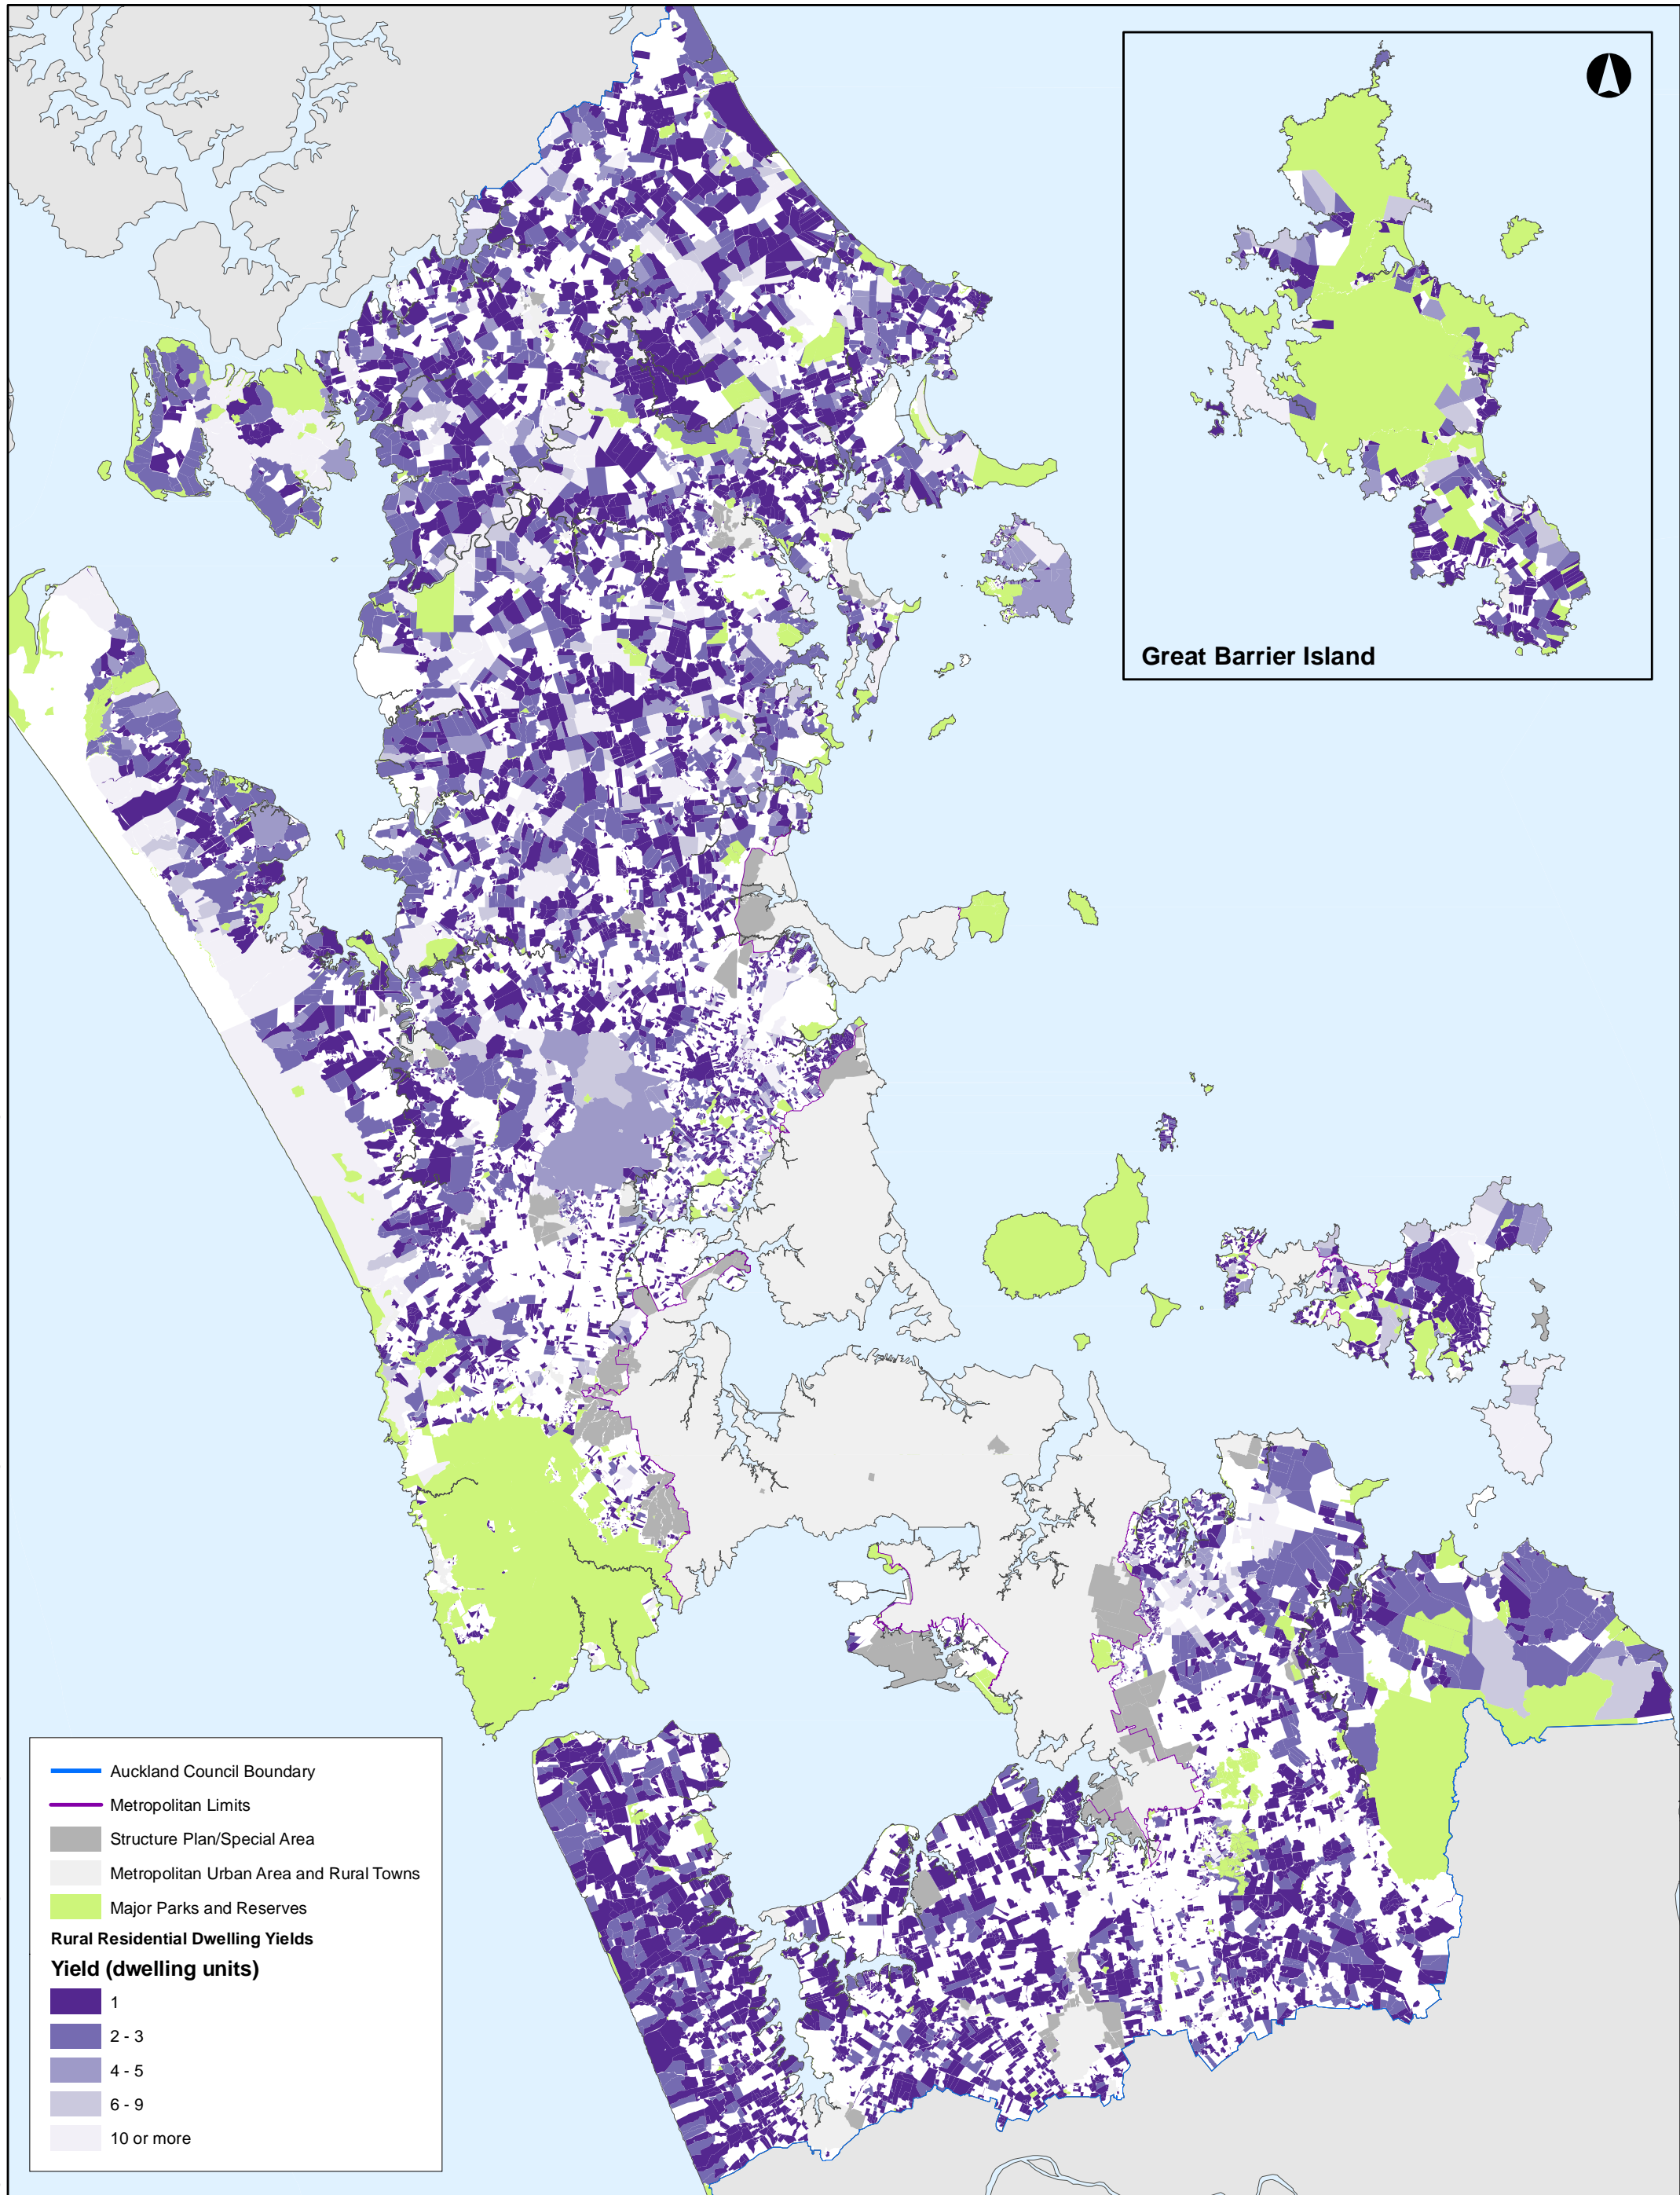 Great Barrier Island
Auckland Council Boundary
Metropolitan Limits
Structure Plan/Special Area
Metropolitan Urban Area and Rural Towns
Major Parks and Reserves
Rural Residential Dwelling Yields
Yield (dwelling units)
1
2 - 3
4 - 5
6 - 9
10 or more